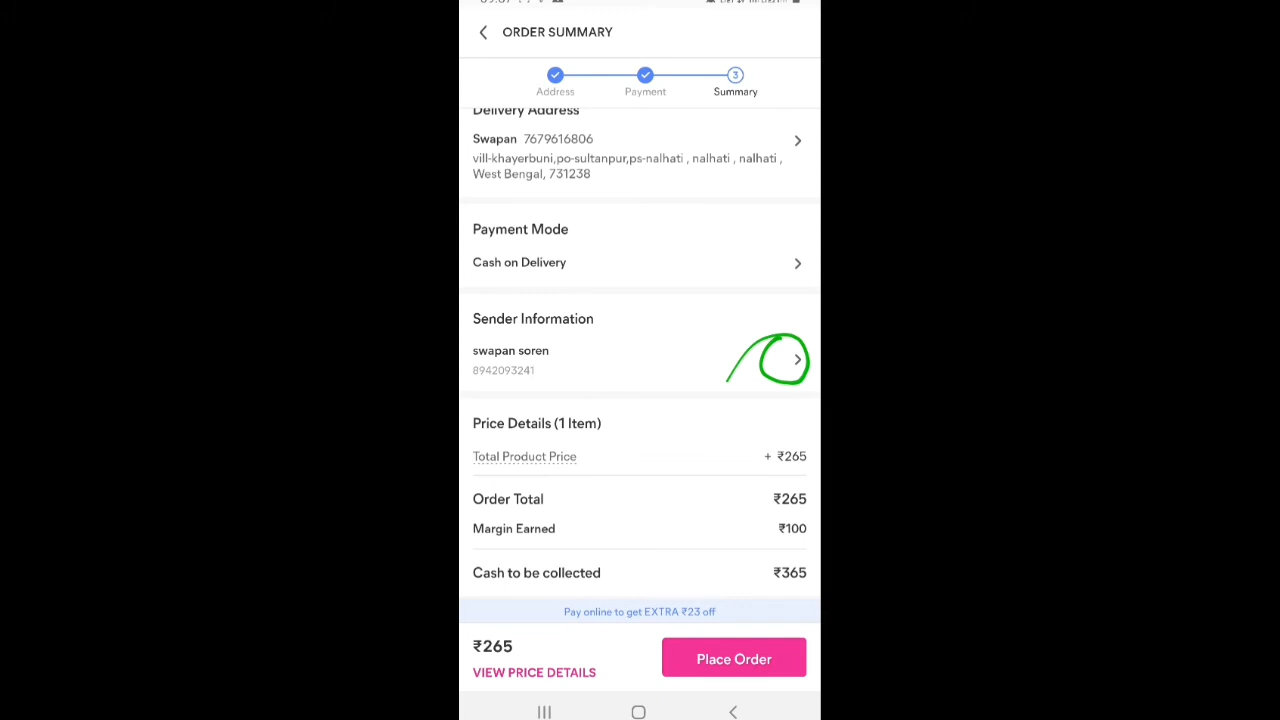 ORDER SUMMARY
3
Address Payment Summary
Delivery Address
Swapan 7679616806
vill-khayerbuni,po-sultanpur,ps-nalhati , nalhati , nalhati ,
West Bengal, 731238
Payment Mode
Cash on Delivery
Sender Information
swapan soren
8942093241
Price Details (1 Item)
Total Product Price + ₹265
Order Total ₹265
Margin Earned ₹100
Cash to be collected ₹365
Pay online to get EXTRA ₹23 off
₹265
VIEW PRICE DETAILS
Place Order